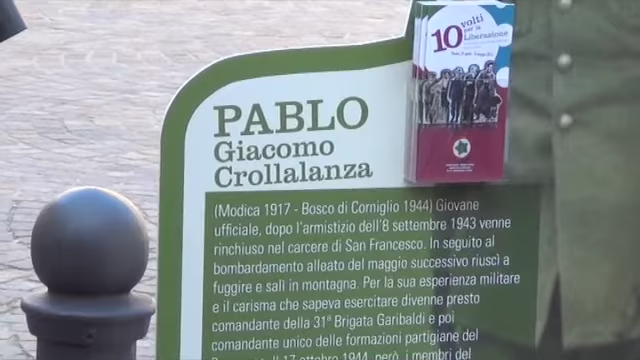 10 volti
per la
Liberazione
PABLO
Giacomo
Crollalanza
(Modica 1917 - Bosco di Corniglio 1944) Giovane
ufficiale, dopo l'armistizio dell'8 settembre 1943 venne
rinchiuso nel carcere di San Francesco. In seguito al
bombardamento alleato del maggio successivo riuscì a
fuggire e salì in montagna. Per la sua esperienza militare
e il carisma che sapeva esercitare divenne presto
comandante della 31ª Brigata Garibaldi e poi
comandante unico delle formazioni partigiane del
17 ottobre 1944, però, i membri del